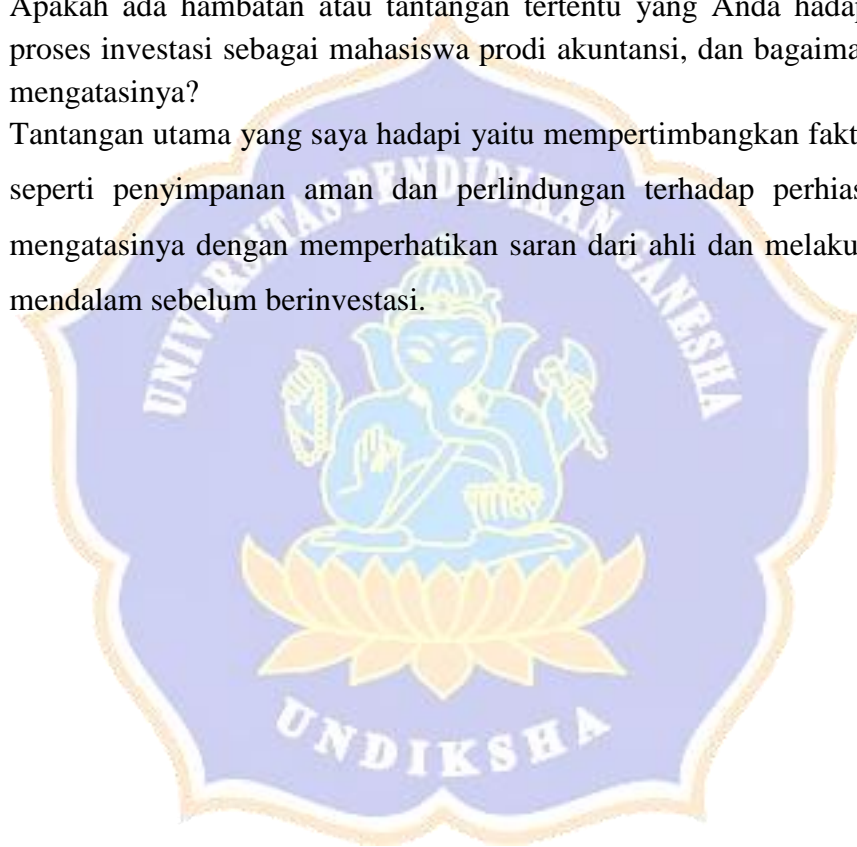 Apakah ada hambatan atau tantangan tertentu yang Anda hadap
proses investasi sebagai mahasiswa prodi akuntansi, dan bagaima
mengatasinya?
Tantangan utama yang saya hadapi yaitu mempertimbangkan fakt
seperti penyimpanan aman dan perlindungan terhadap perhias
mengatasinya dengan memperhatikan saran dari ahli dan melaku
mendalam sebelum berinvestasi.
UNIVERSITAS PENDIDIKAN GANESHA
UNDIKSHA